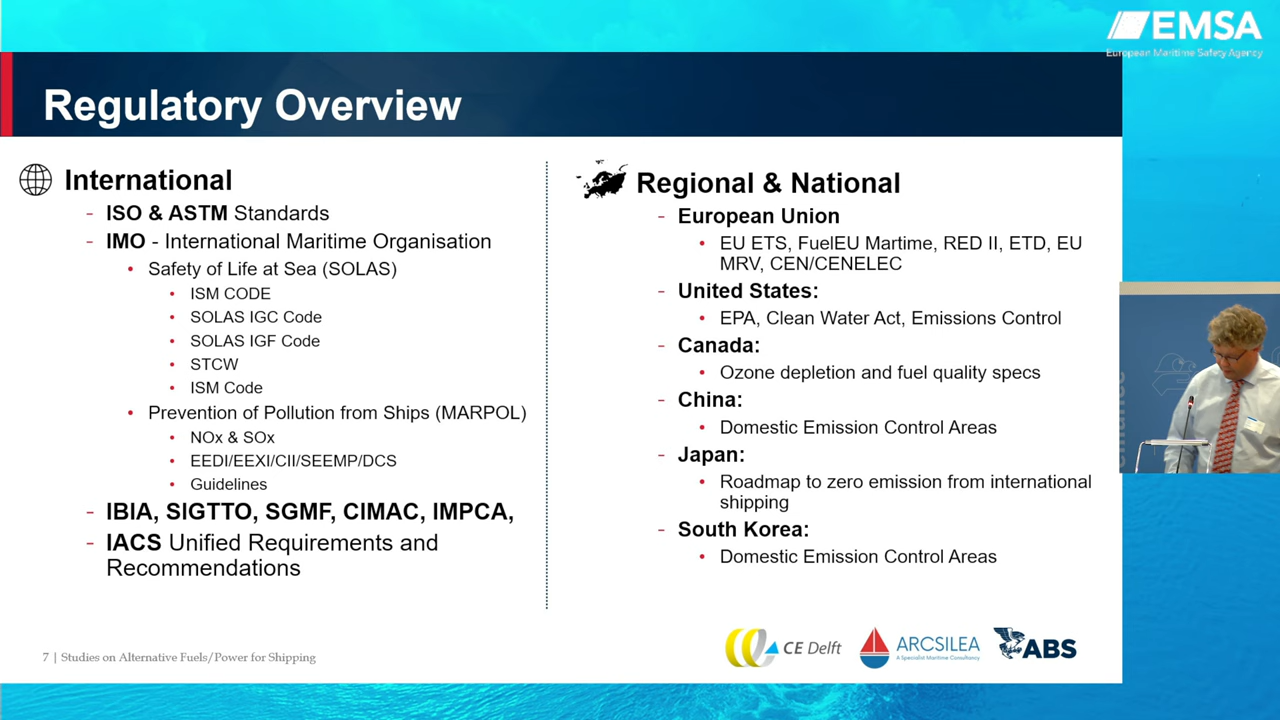 EMSA
European Maritime Safety Agency
Regulatory Overview
International
- ISO & ASTM Standards
- IMO - International Maritime Organisation
• Safety of Life at Sea (SOLAS)
• ISM CODE
• SOLAS IGC Code
• SOLAS IGF Code
• STCW
• ISM Code
• Prevention of Pollution from Ships (MARPOL)
• NOx & SOx
• EEDI/EEXI/CII/SEEMP/DCS
• Guidelines
- IBIA, SIGTTO, SGMF, CIMAC, IMPCA,
- IACS Unified Requirements and
Recommendations
Regional & National
- European Union
• EU ETS, FuelEU Martime, RED II, ETD, EU
MRV, CEN/CENELEC
- United States:
• EPA, Clean Water Act, Emissions Control
- Canada:
• Ozone depletion and fuel quality specs
- China:
• Domestic Emission Control Areas
- Japan:
• Roadmap to zero emission from international
shipping
- South Korea:
• Domestic Emission Control Areas
7 | Studies on Alternative Fuels/Power for Shipping
CE Delft
ARCSILEA
A Specialist Maritime Consultancy
ABS